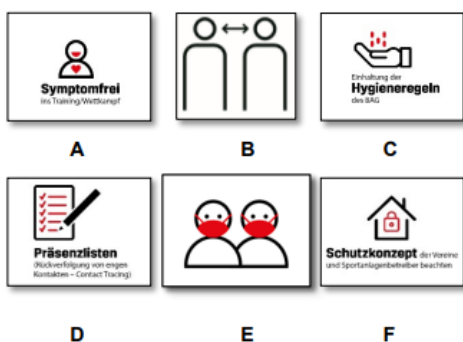 Symptomfrei
ins Training/Wettkampf
Einhaltung der
Hygieneregeln
des BAG
A
B
C
Präsenzlisten
(Rückverfolgung von engen
Kontakten – Contact Tracing)
Schutzkonzept der Vereine
und Sportanlagenbetreiber beachten
D
E
F